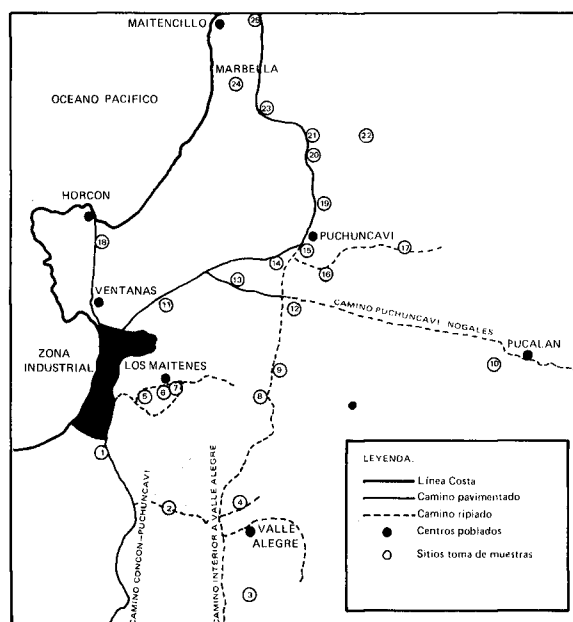 MAITENCILLO
25
MARBELLA
24
OCEANO PACIFICO
23
21
22
20
HORCON
19
18
PUCHUNCAVI
15
17
14
16
13
VENTANAS
11
12
CAMINO PUCHUNCAVI NOGALES
ZONA
INDUSTRIAL
LOS MAITENES
PUCALAN
10
9
7
6
5
8
1
CAMINO CONCON-PUCHUNCAVI
CAMINO INTERIOR A VALLE ALEGRE
2
4
VALLE
ALEGRE
3
LEYENDA.
Línea Costa
Camino pavimentado
Camino ripiado
Centros poblados
Sitios toma de muestras